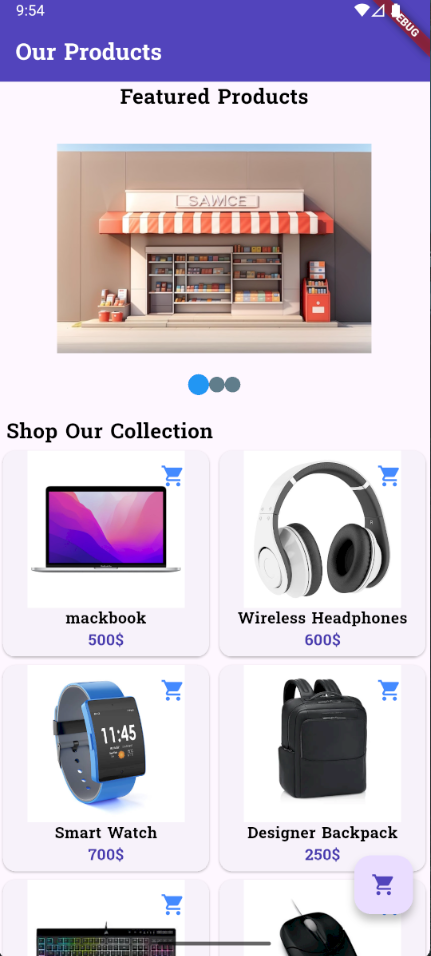 9:54
DEBUG
Our Products
Featured Products
SAWCE
Shop Our Collection
mackbook
500$
Wireless Headphones
600$
11:45
Smart Watch
700$
Designer Backpack
250$